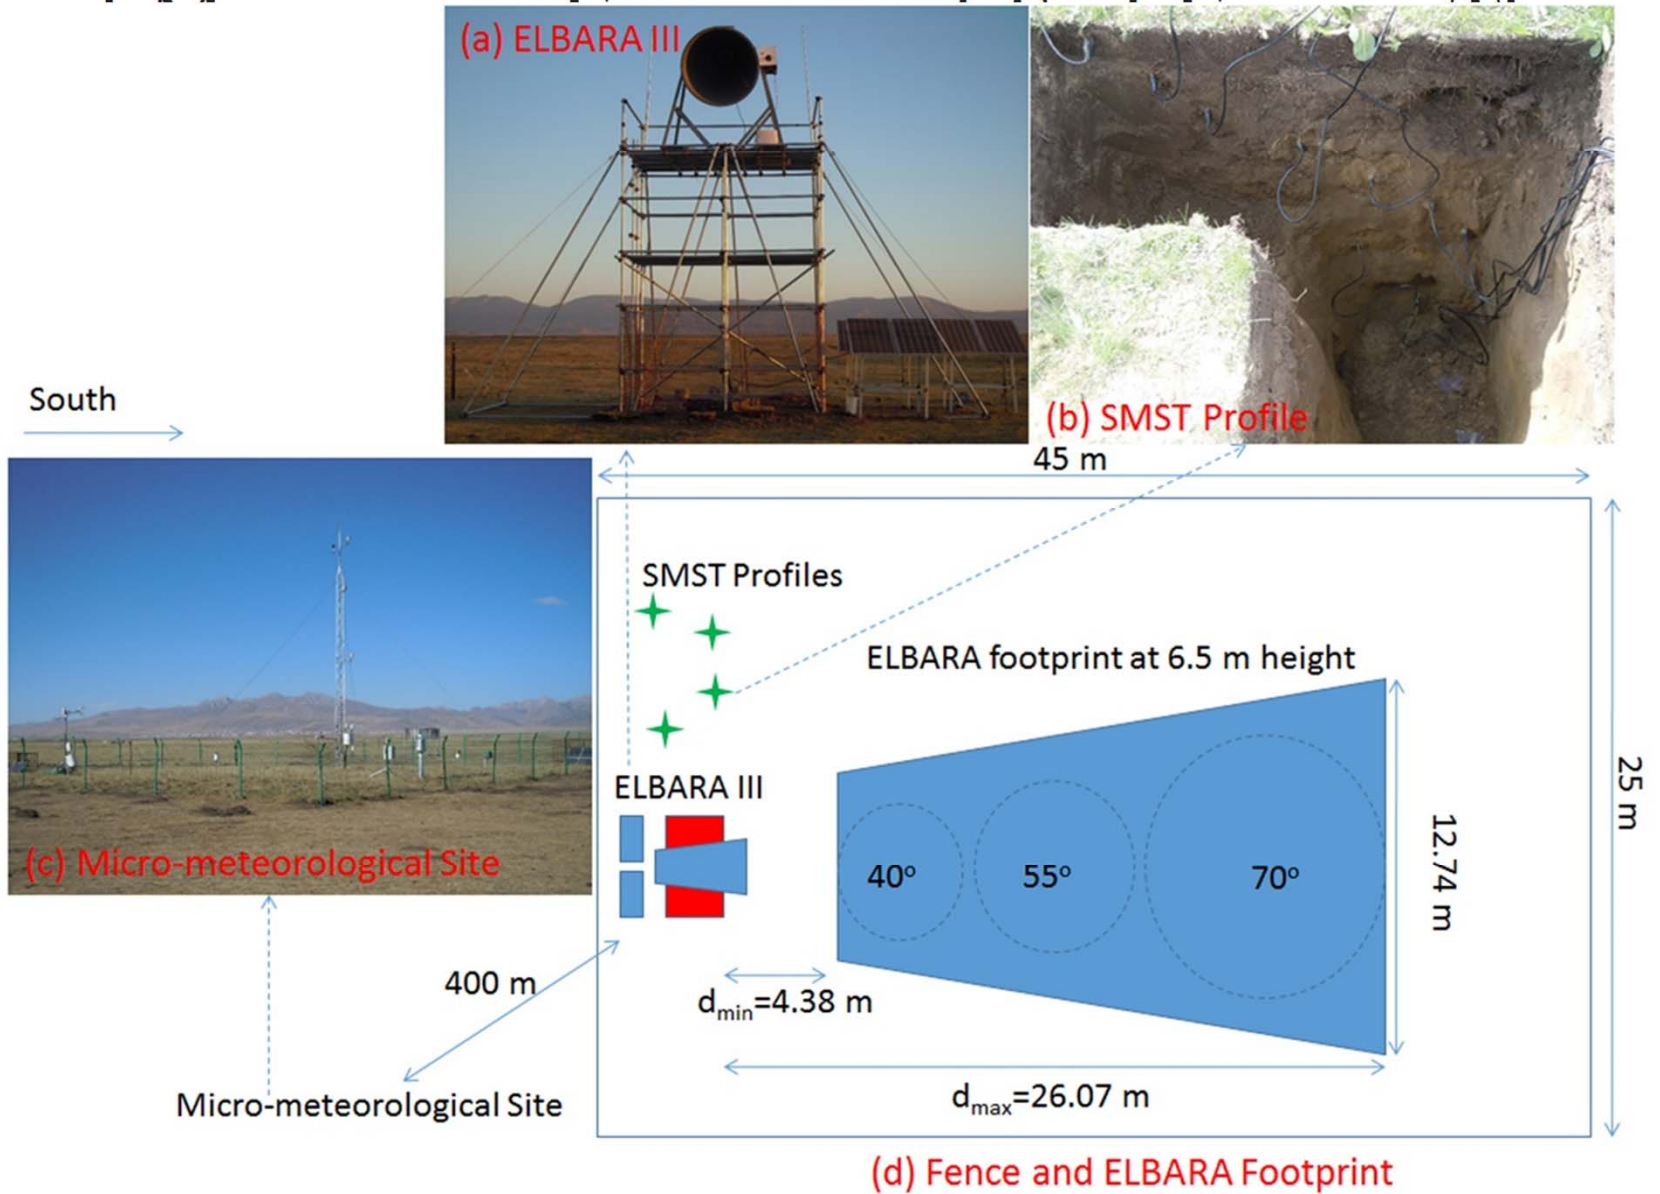 (a) ELBARA III
(b) SMST Profile
South
45 m
(c) Micro-meteorological Site
SMST Profiles
ELBARA footprint at 6.5 m height
ELBARA III
40°
55°
70°
12.74 m
25 m
400 m
dmin=4.38 m
dmax=26.07 m
Micro-meteorological Site
(d) Fence and ELBARA Footprint